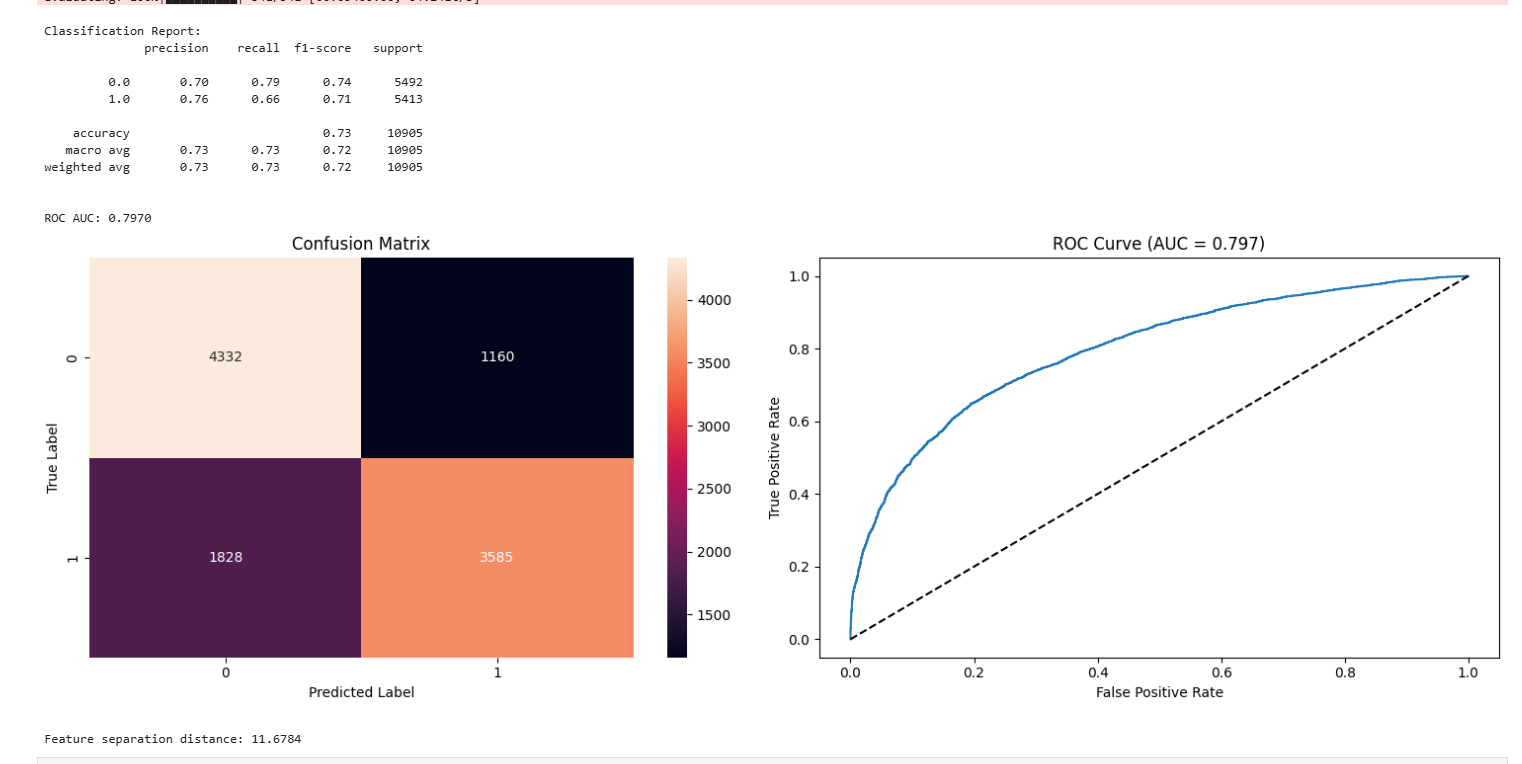 Classification Report:
precision recall f1-score support
0.0 0.70 0.79 0.74 5492
1.0 0.76 0.66 0.71 5413
accuracy 0.73 10905
macro avg 0.73 0.73 0.72 10905
weighted avg 0.73 0.73 0.72 10905
ROC AUC: 0.7970
Confusion Matrix
4332 1160
1828 3585
0
1
True Label
0 1
Predicted Label
4000
3500
3000
2500
2000
1500
ROC Curve (AUC = 0.797)
1.0
0.8
0.6
0.4
0.2
0.0
True Positive Rate
0.0 0.2 0.4 0.6 0.8 1.0
False Positive Rate
Feature separation distance: 11.6784